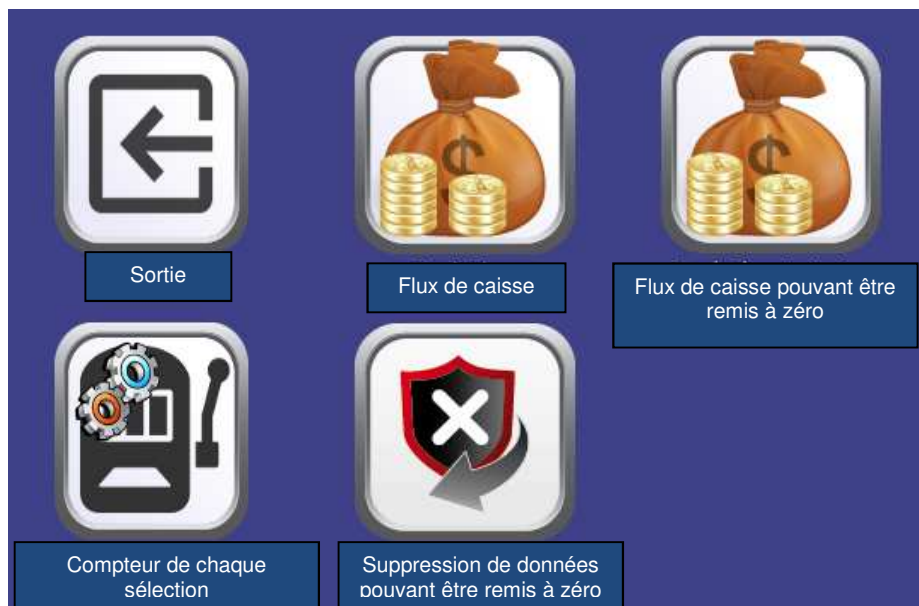 Sortie
Flux de caisse
Flux de caisse pouvant être
remis à zéro
Compteur de chaque
sélection
Suppression de données
pouvant être remis à zéro